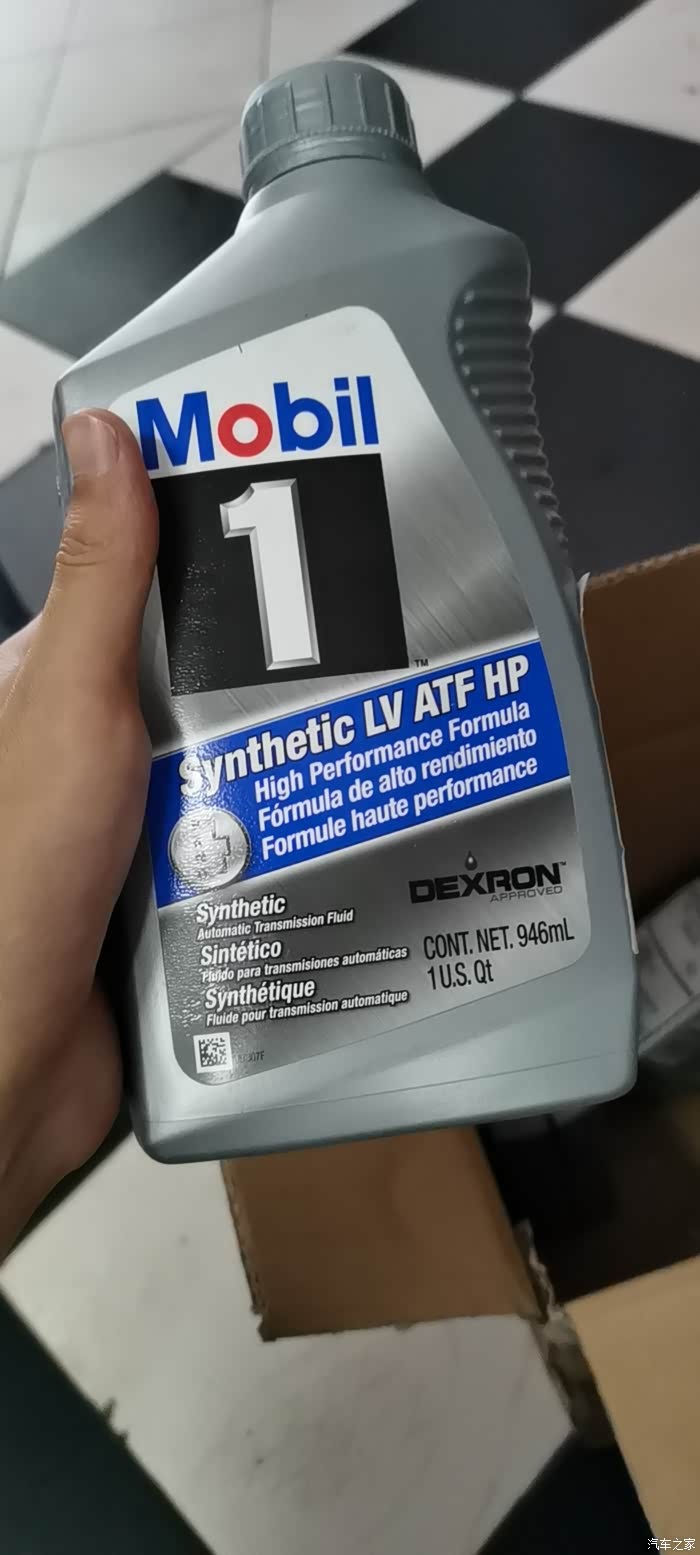 Mobil
1
TM
Synthetic LV ATF HP
High Performance Formula
Fórmula de alto rendimiento
Formule haute performance
DEXRON™
APPROVED
Synthetic
Automatic Transmission Fluid
Sintético
Fluido para transmisiones automáticas
Synthétique
Fluide pour transmission automatique
CONT. NET. 946mL
1 U.S. Qt
汽车之家